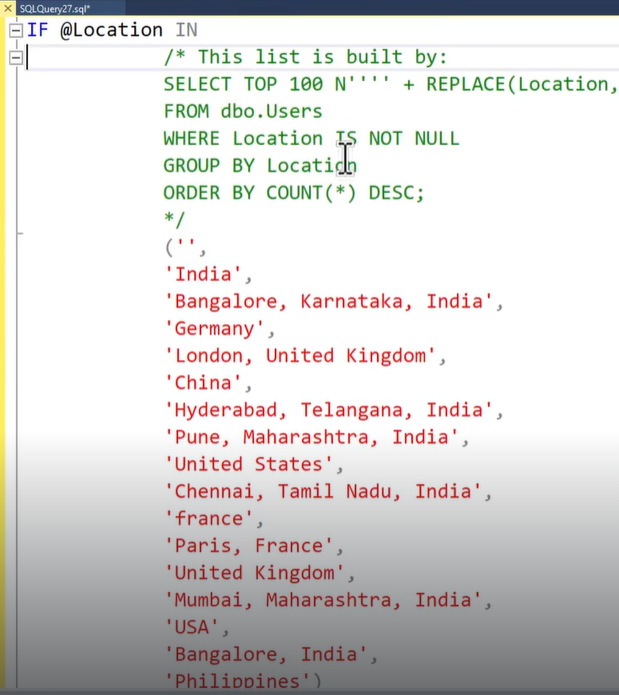 SQLQuery27.sql*
IF @Location IN
/* This list is built by:
SELECT TOP 100 N'''' + REPLACE(Location,
FROM dbo.Users
WHERE Location IS NOT NULL
GROUP BY Location
ORDER BY COUNT(*) DESC;
*/
('',
'India',
'Bangalore, Karnataka, India',
'Germany',
'London, United Kingdom',
'China',
'Hyderabad, Telangana, India',
'Pune, Maharashtra, India',
'United States',
'Chennai, Tamil Nadu, India',
'france',
'Paris, France',
'United Kingdom',
'Mumbai, Maharashtra, India',
'USA',
'Bangalore, India',
'Philippines')